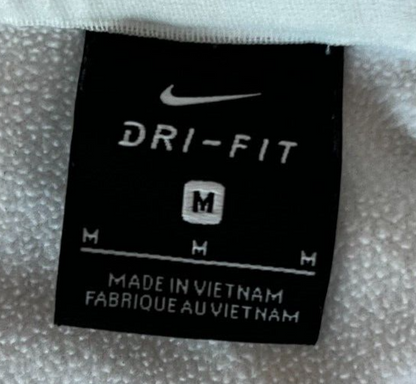 DRI-FIT
M
M M M
MADE IN VIETNAM
FABRIQUE AU VIETNAM